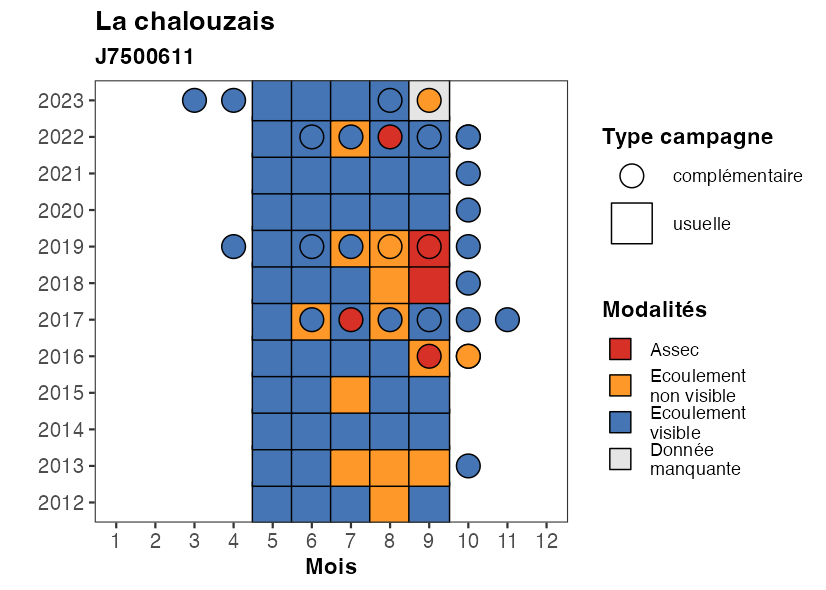 La chalouzais
J7500611
2023
2022
2021
2020
2019
2018
2017
2016
2015
2014
2013
2012
1 2 3 4 5 6 7 8 9 10 11 12
Mois
Type campagne
complémentaire
usuelle
Modalités
Assec
Ecoulement
non visible
Ecoulement
visible
Donnée
manquante